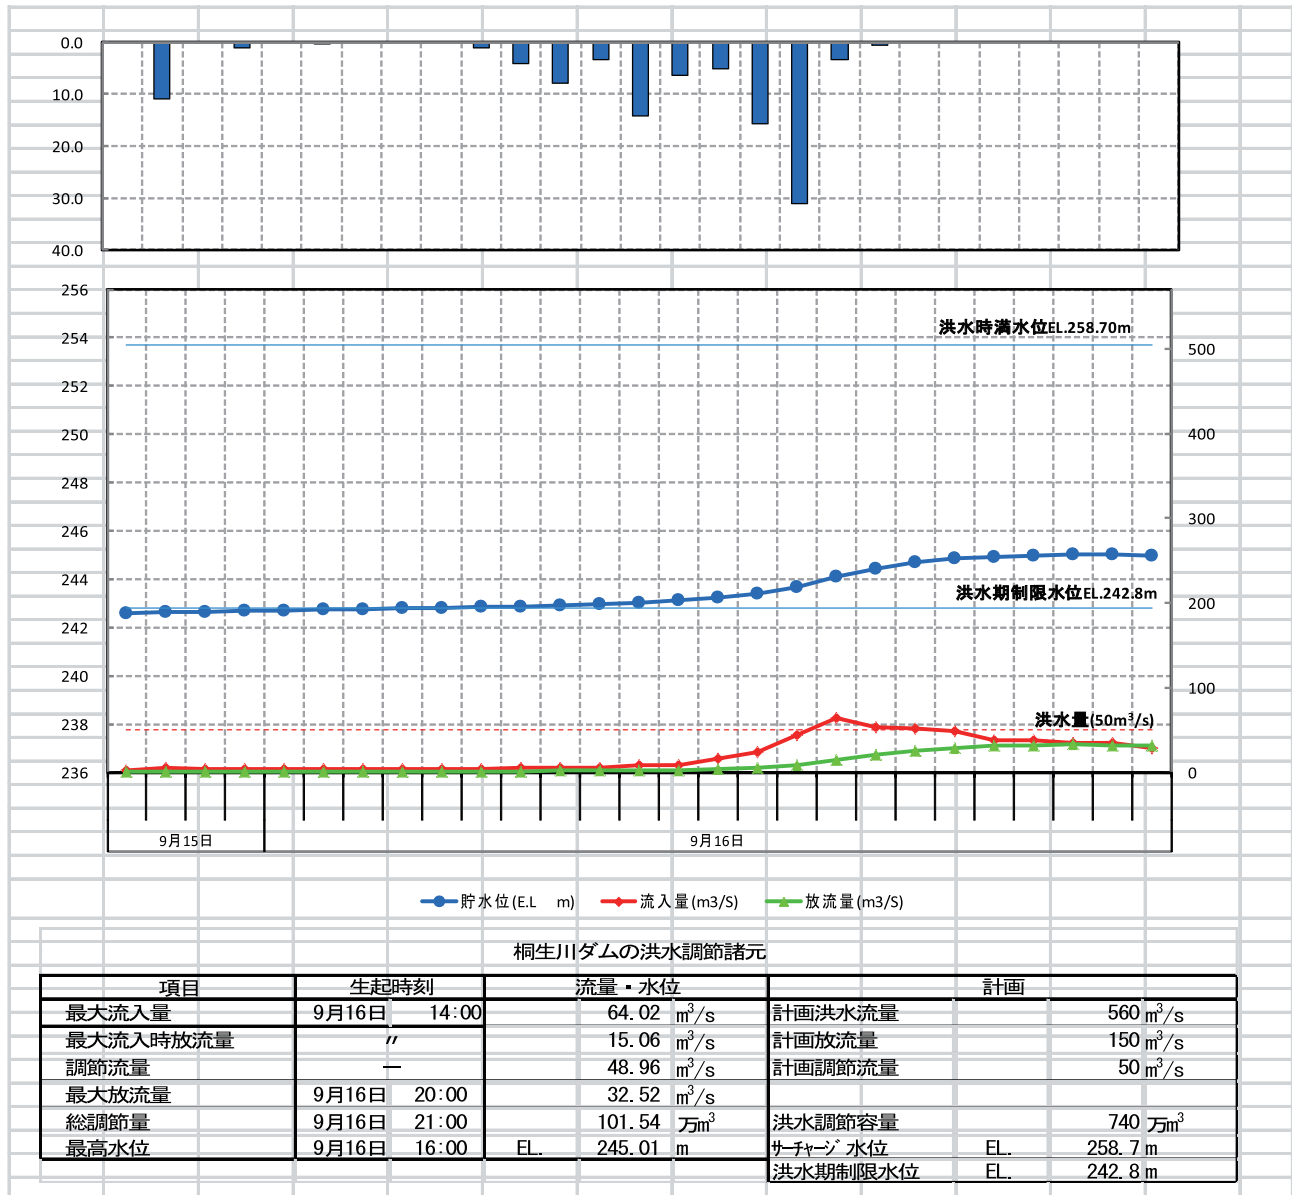 0.0
10.0
20.0
30.0
40.0
256
254
252
250
248
246
244
242
240
238
236
500
400
300
200
100
0
洪水時満水位EL.258.70m
洪水期制限水位EL.242.8m
洪水量(50m³/s)
9月15日 9月16日
貯水位(E.L m) 流入量(m3/S) 放流量(m3/S)
桐生川ダムの洪水調節諸元
項目 生起時刻 流量・水位 計画
最大流入量 9月16日 14:00 64.02 m³/s 計画洪水流量 560 m³/s
最大流入時放流量 〃 15.06 m³/s 計画放流量 150 m³/s
調節流量 ― 48.96 m³/s 計画調節流量 50 m³/s
最大放流量 9月16日 20:00 32.52 m³/s
総調節量 9月16日 21:00 101.54 万m³ 洪水調節容量 740 万m³
最高水位 9月16日 16:00 EL. 245.01 m サーチャージ水位 EL. 258.7 m
洪水期制限水位 EL. 242.8 m